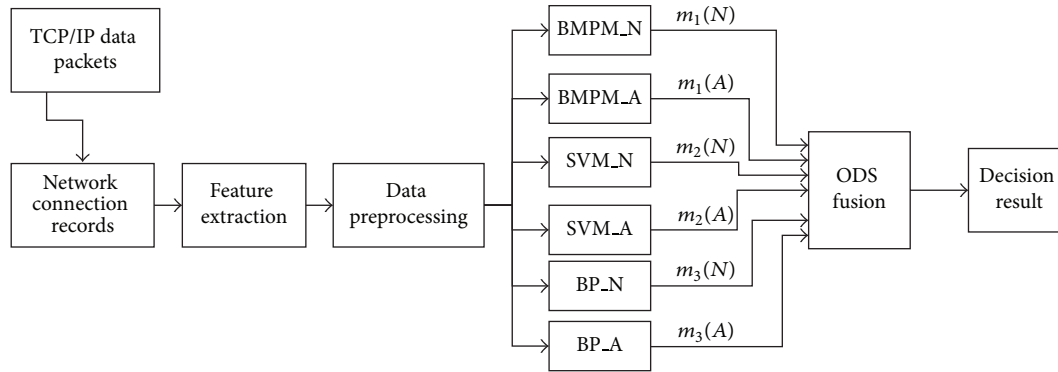 TCP/IP data
packets
Network
connection
records
Feature
extraction
Data
preprocessing
BMPM_N
BMPM_A
SVM_N
SVM_A
BP_N
BP_A
m₁(N)
m₁(A)
m₂(N)
m₂(A)
m₃(N)
m₃(A)
ODS
fusion
Decision
result